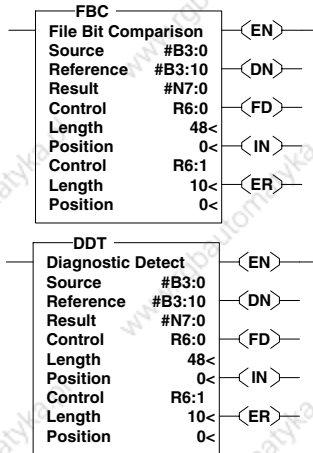 FBC
File Bit Comparison
Source #B3:0
Reference #B3:10
Result #N7:0
Control R6:0
Length 48<
Position 0<
Control R6:1
Length 10<
Position 0<
EN
DN
FD
IN
ER
DDT
Diagnostic Detect
Source #B3:0
Reference #B3:10
Result #N7:0
Control R6:0
Length 48<
Position 0<
Control R6:1
Length 10<
Position 0<
EN
DN
FD
IN
ER